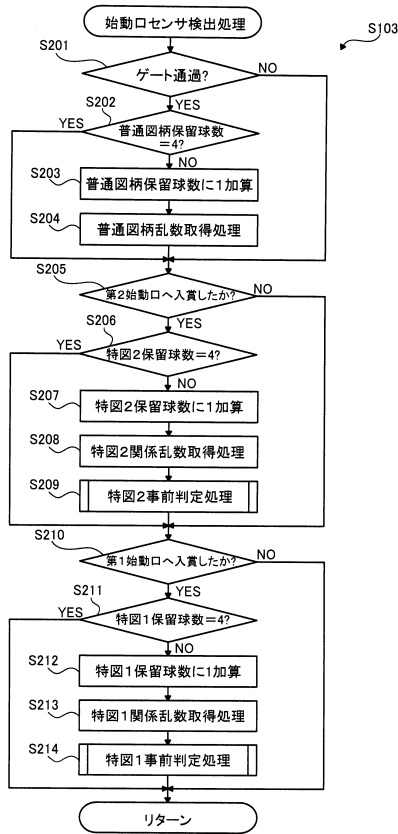 始動口センサ検出処理
S103
S201
ゲート通過?
NO
YES
S202
YES
普通図柄保留球数
=4?
NO
S203
普通図柄保留球数に1加算
S204
普通図柄乱数取得処理
S205
第2始動口へ入賞したか?
NO
YES
S206
YES
特図2保留球数=4?
NO
S207
特図2保留球数に1加算
S208
特図2関係乱数取得処理
S209
特図2事前判定処理
S210
第1始動口へ入賞したか?
NO
YES
S211
YES
特図1保留球数=4?
NO
S212
特図1保留球数に1加算
S213
特図1関係乱数取得処理
S214
特図1事前判定処理
リターン